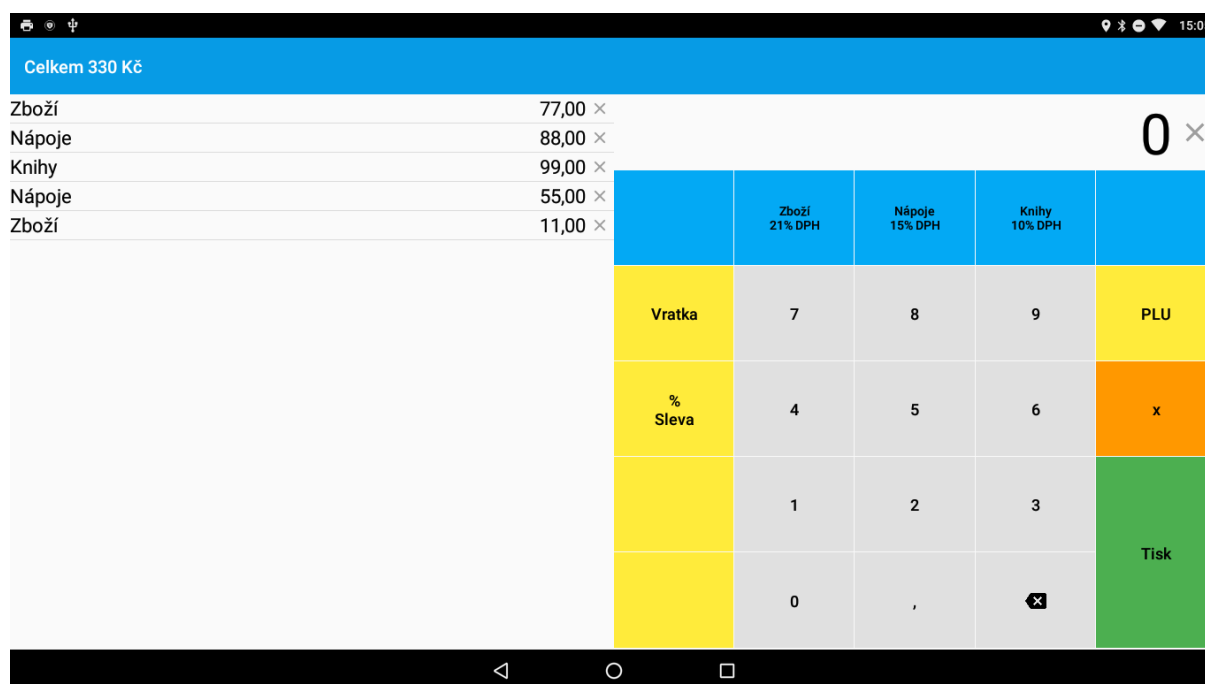 15:0
Celkem 330 Kč
Zboží 77,00 ×
Nápoje 88,00 ×
Knihy 99,00 ×
Nápoje 55,00 ×
Zboží 11,00 ×
0 ×
Zboží
21% DPH
Nápoje
15% DPH
Knihy
10% DPH
Vratka 7 8 9 PLU
%
Sleva
4 5 6 x
1 2 3
Tisk
0 ,